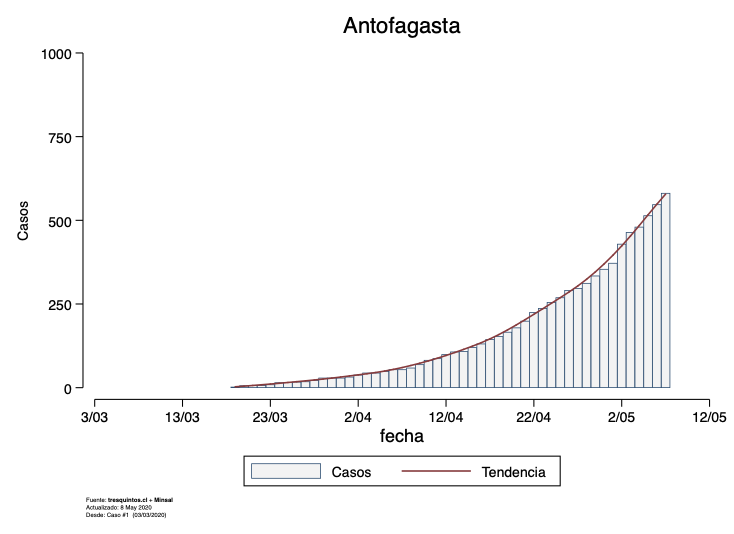 Antofagasta
1000
750
500
250
0
Casos
3/03 13/03 23/03 2/04 12/04 22/04 2/05 12/05
fecha
Casos Tendencia
Fuente: tresquintos.cl + Minsal
Actualizado: 8 May 2020
Desde: Caso #1 (03/03/2020)